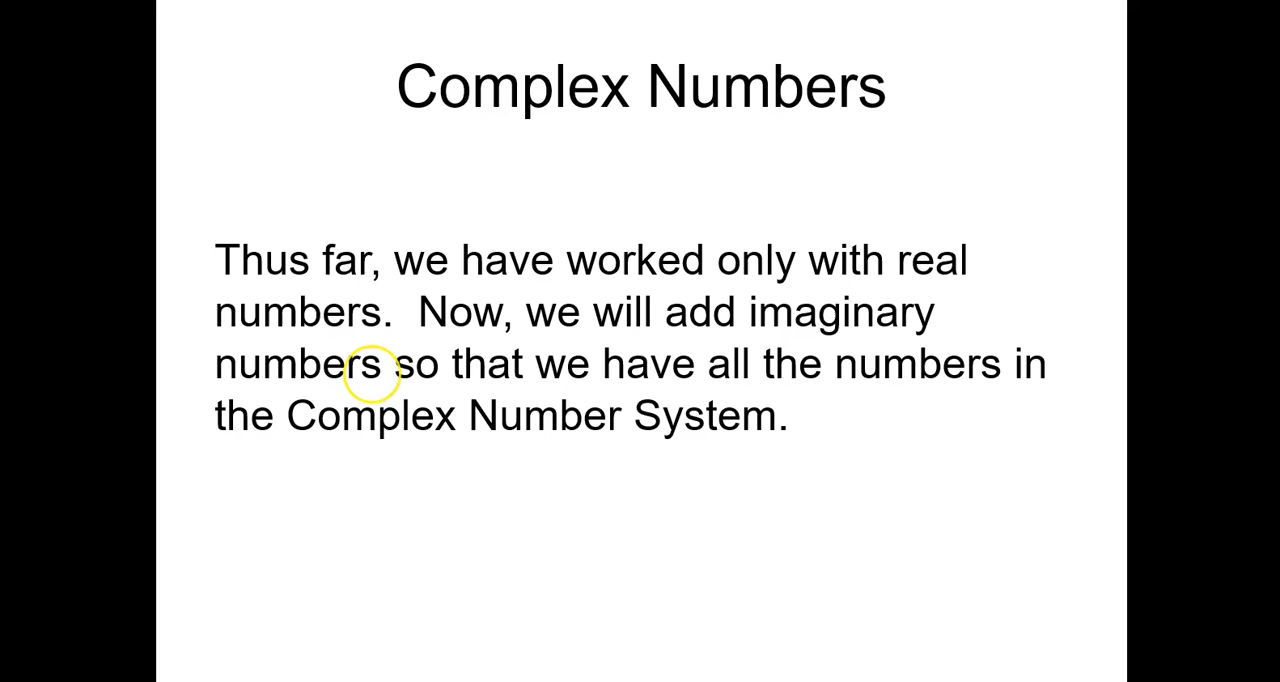 Complex Numbers
Thus far, we have worked only with real
numbers.  Now, we will add imaginary
numbers so that we have all the numbers in
the Complex Number System.